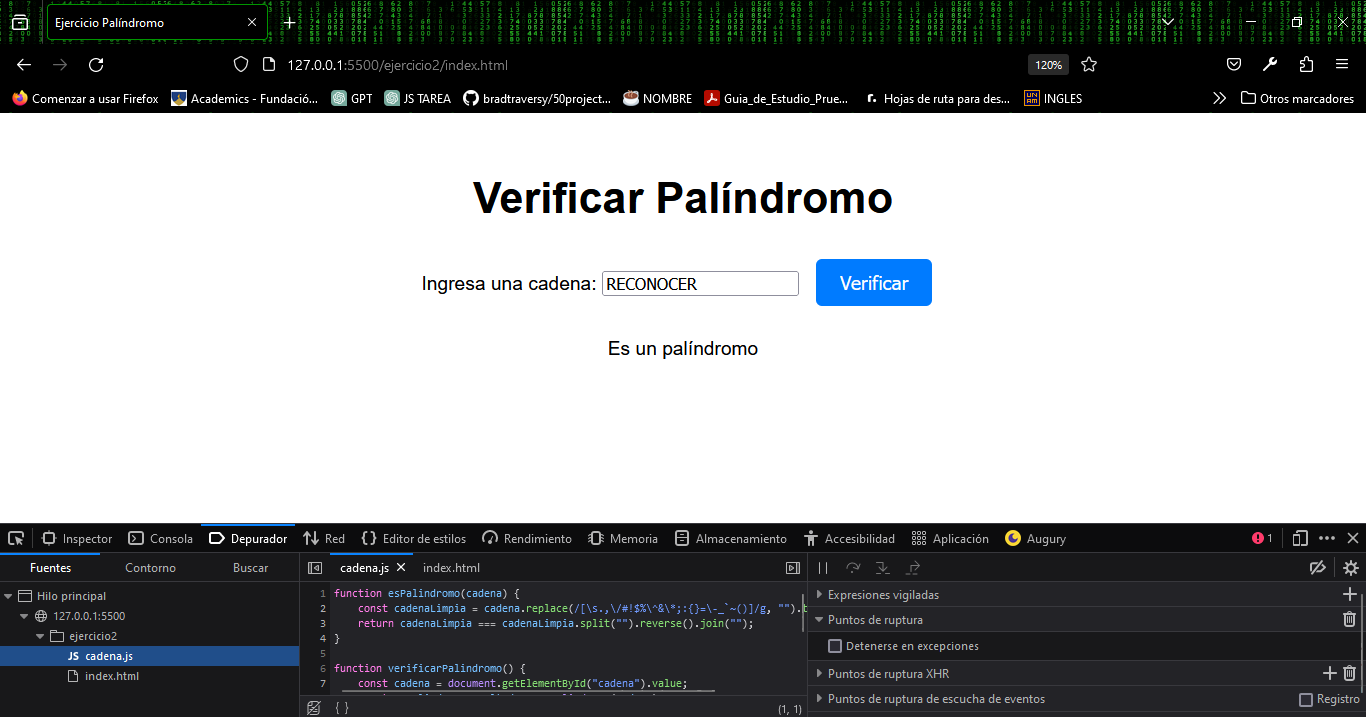 Ejercicio Palíndromo
127.0.0.1:5500/ejercicio2/index.html
120%
Comenzar a usar Firefox
Academics - Fundació...
GPT
JS TAREA
bradtraversy/50project...
NOMBRE
Guia_de_Estudio_Prue...
r. Hojas de ruta para des...
INGLES
Otros marcadores
Verificar Palíndromo
Ingresa una cadena: RECONOCER Verificar
Es un palíndromo
Inspector Consola Depurador Red Editor de estilos Rendimiento Memoria Almacenamiento Accesibilidad Aplicación Augury 1
Fuentes Contorno Buscar
Hilo principal
127.0.0.1:5500
ejercicio2
JS cadena.js
index.html
cadena.js index.html
1 function esPalindromo(cadena) {
2 const cadenaLimpia = cadena.replace(/[\s.,\/#!$%\^&\*;:{}=\-_`~()]/g, "").t
3 return cadenaLimpia === cadenaLimpia.split("").reverse().join("");
4 }
5
6 function verificarPalindromo() {
7 const cadena = document.getElementById("cadena").value;
{ } (1, 1)
Expresiones vigiladas
Puntos de ruptura
Detenerse en excepciones
Puntos de ruptura XHR
Puntos de ruptura de escucha de eventos Registro